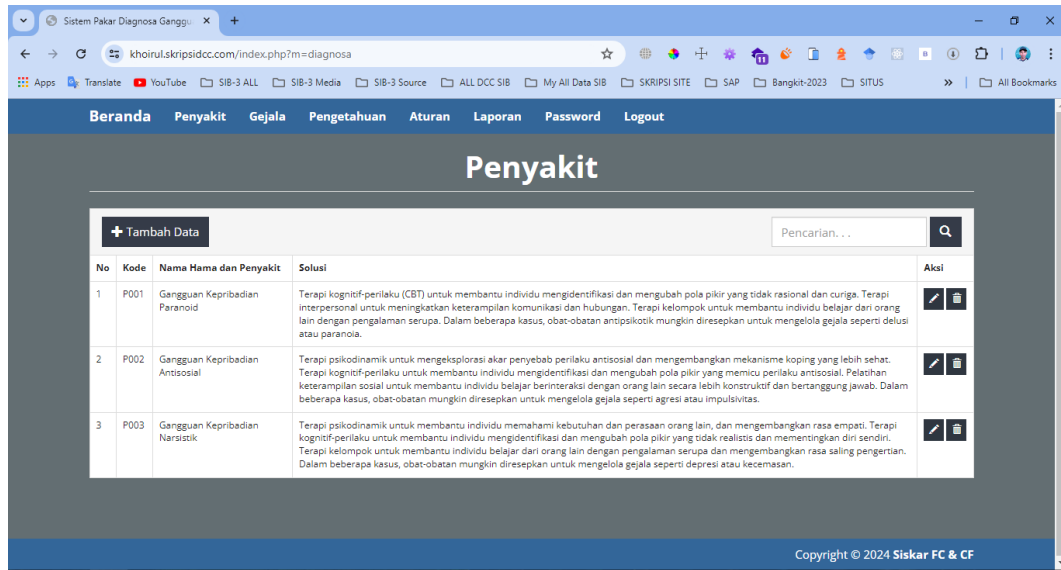 Sistem Pakar Diagnosa Ganggu
khoirul.skripsidcc.com/index.php?m=diagnosa
11
Apps Translate YouTube SIB-3 ALL SIB-3 Media SIB-3 Source ALL DCC SIB My All Data SIB SKRIPSI SITE SAP Bangkit-2023 SITUS » All Bookmarks
Beranda Penyakit Gejala Pengetahuan Aturan Laporan Password Logout
Penyakit
Tambah Data Pencarian. . .
No Kode Nama Hama dan Penyakit Solusi Aksi
1 P001 Gangguan Kepribadian Paranoid
Terapi kognitif-perilaku (CBT) untuk membantu individu mengidentifikasi dan mengubah pola pikir yang tidak rasional dan curiga. Terapi
interpersonal untuk meningkatkan keterampilan komunikasi dan hubungan. Terapi kelompok untuk membantu individu belajar dari orang
lain dengan pengalaman serupa. Dalam beberapa kasus, obat-obatan antipsikotik mungkin diresepkan untuk mengelola gejala seperti delusi
atau paranoia.
2 P002 Gangguan Kepribadian Antisosial
Terapi psikodinamik untuk mengeksplorasi akar penyebab perilaku antisosial dan mengembangkan mekanisme koping yang lebih sehat.
Terapi kognitif-perilaku untuk membantu individu mengidentifikasi dan mengubah pola pikir yang memicu perilaku antisosial. Pelatihan
keterampilan sosial untuk membantu individu belajar berinteraksi dengan orang lain secara lebih konstruktif dan bertanggung jawab. Dalam
beberapa kasus, obat-obatan mungkin diresepkan untuk mengelola gejala seperti agresi atau impulsivitas.
3 P003 Gangguan Kepribadian Narsistik
Terapi psikodinamik untuk membantu individu memahami kebutuhan dan perasaan orang lain, dan mengembangkan rasa empati. Terapi
kognitif-perilaku untuk membantu individu mengidentifikasi dan mengubah pola pikir yang tidak realistis dan mementingkan diri sendiri.
Terapi kelompok untuk membantu individu belajar dari orang lain dengan pengalaman serupa dan mengembangkan rasa saling pengertian.
Dalam beberapa kasus, obat-obatan mungkin diresepkan untuk mengelola gejala seperti depresi atau kecemasan.
Copyright © 2024 Siskar FC & CF